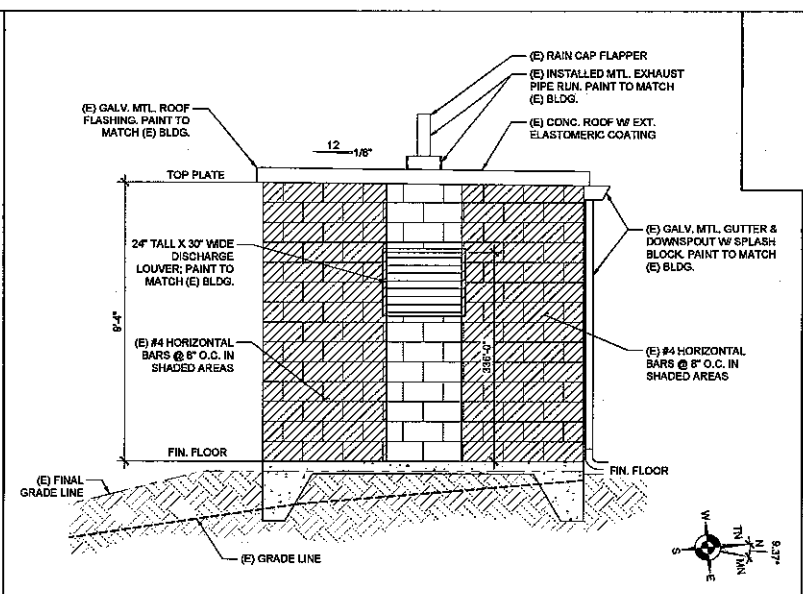 (E) RAIN CAP FLAPPER
(E) INSTALLED MTL. EXHAUST
PIPE RUN. PAINT TO MATCH
(E) BLDG.
(E) GALV. MTL. ROOF
FLASHING. PAINT TO
MATCH (E) BLDG.
(E) CONC. ROOF W/ EXT.
ELASTOMERIC COATING
12
1/8"
TOP PLATE
24" TALL X 30" WIDE
DISCHARGE
LOUVER; PAINT TO
MATCH (E) BLDG.
(E) GALV. MTL. GUTTER &
DOWNSPOUT W/ SPLASH
BLOCK. PAINT TO MATCH
(E) BLDG.
8'-4"
336'-0"
(E) #4 HORIZONTAL
BARS @ 8" O.C. IN
SHADED AREAS
(E) #4 HORIZONTAL
BARS @ 8" O.C. IN
SHADED AREAS
FIN. FLOOR
FIN. FLOOR
(E) FINAL
GRADE LINE
(E) GRADE LINE
W
TN
N
MN
S
E
9.37°